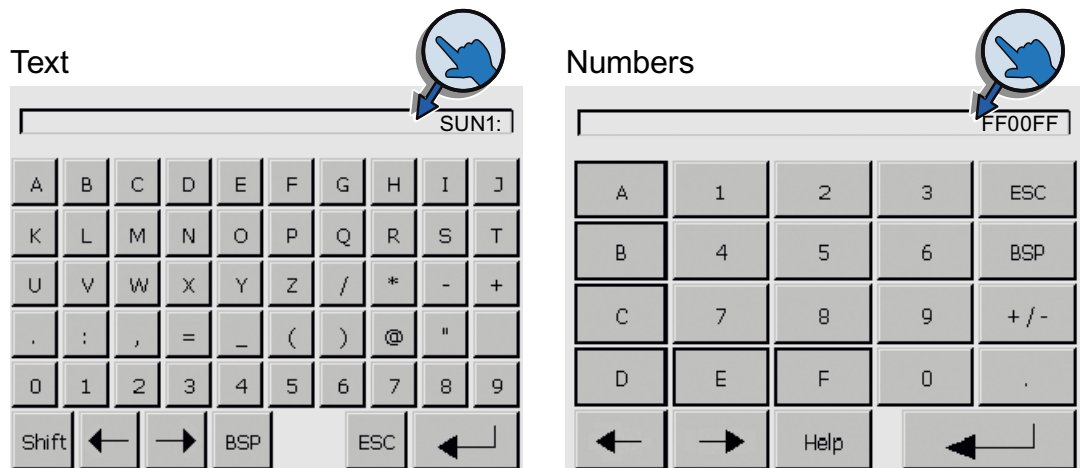 Text
SUN1:
A B C D E F G H I J
K L M N O P Q R S T
U V W X Y Z / * - +
. : , = _ ( ) @ "
0 1 2 3 4 5 6 7 8 9
Shift BSP ESC
Numbers
FF00FF
A 1 2 3 ESC
B 4 5 6 BSP
C 7 8 9 +/-
D E F 0 .
Help